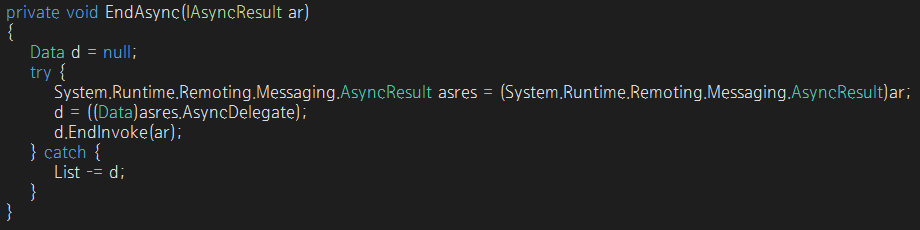 private void EndAsync(IAsyncResult ar)
{
Data d = null;
try {
System.Runtime.Remoting.Messaging.AsyncResult asres = (System.Runtime.Remoting.Messaging.AsyncResult)ar;
d = ((Data)asres.AsyncDelegate);
d.EndInvoke(ar);
} catch {
List -= d;
}
}